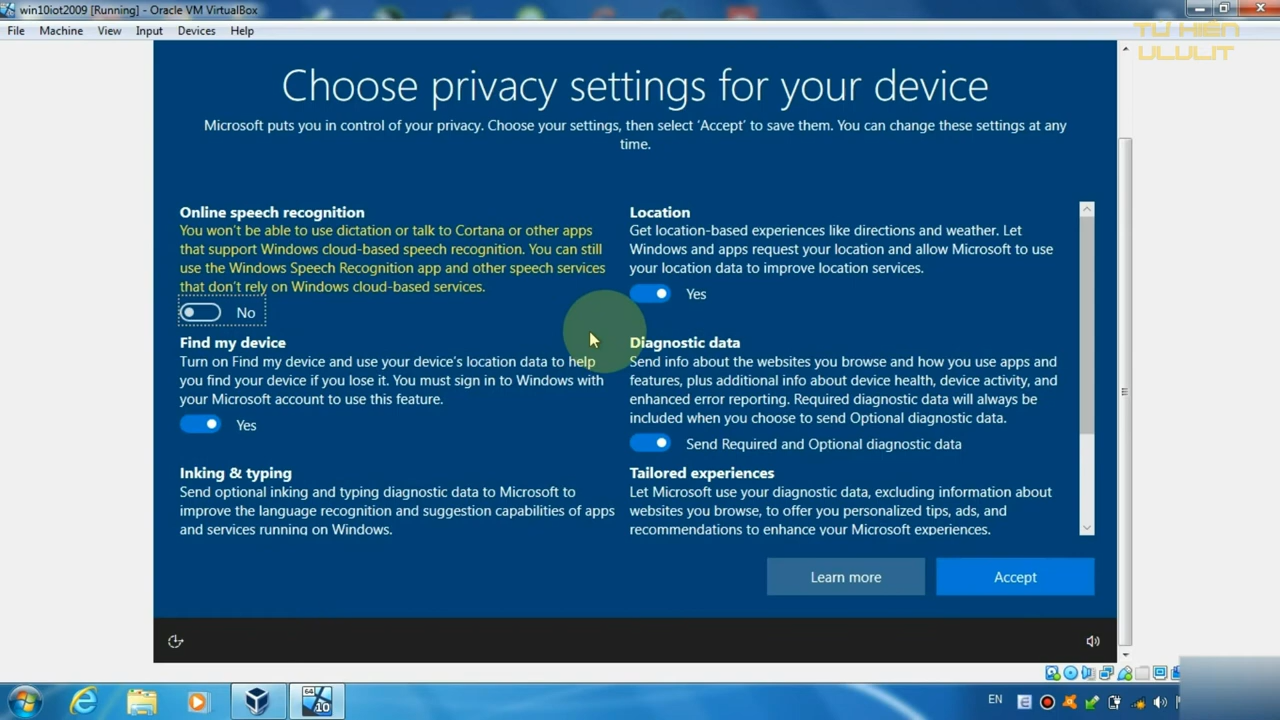 win10iot2009 [Running] - Oracle VM VirtualBox
File Machine View Input Devices Help
TỪ HIỀN
ULULIT
Choose privacy settings for your device
Microsoft puts you in control of your privacy. Choose your settings, then select ‘Accept’ to save them. You can change these settings at any
time.
Online speech recognition
You won’t be able to use dictation or talk to Cortana or other apps
that support Windows cloud-based speech recognition. You can still
use the Windows Speech Recognition app and other speech services
that don’t rely on Windows cloud-based services.
No
Location
Get location-based experiences like directions and weather. Let
Windows and apps request your location and allow Microsoft to use
your location data to improve location services.
Yes
Find my device
Turn on Find my device and use your device’s location data to help
you find your device if you lose it. You must sign in to Windows with
your Microsoft account to use this feature.
Yes
Diagnostic data
Send info about the websites you browse and how you use apps and
features, plus additional info about device health, device activity, and
enhanced error reporting. Required diagnostic data will always be
included when you choose to send Optional diagnostic data.
Send Required and Optional diagnostic data
Inking & typing
Send optional inking and typing diagnostic data to Microsoft to
improve the language recognition and suggestion capabilities of apps
and services running on Windows.
Tailored experiences
Let Microsoft use your diagnostic data, excluding information about
websites you browse, to offer you personalized tips, ads, and
recommendations to enhance your Microsoft experiences.
Learn more
Accept
64
10
EN